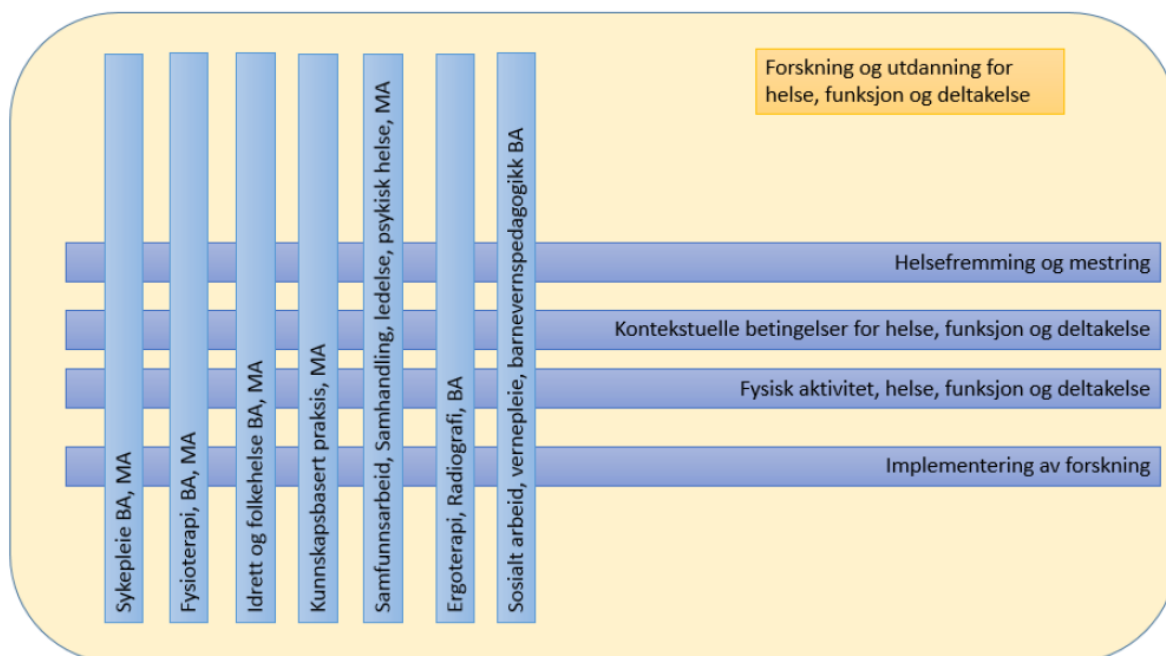 Forskning og utdanning for
helse, funksjon og deltakelse
Sykepleie BA, MA
Fysioterapi, BA, MA
Idrett og folkehelse BA, MA
Kunnskapsbasert praksis, MA
Samfunnsarbeid, Samhandling, ledelse, psykisk helse, MA
Ergoterapi, Radiografi, BA
Sosialt arbeid, vernepleie, barnevernspedagogikk BA
Helsefremming og mestring
Kontekstuelle betingelser for helse, funksjon og deltakelse
Fysisk aktivitet, helse, funksjon og deltakelse
Implementering av forskning